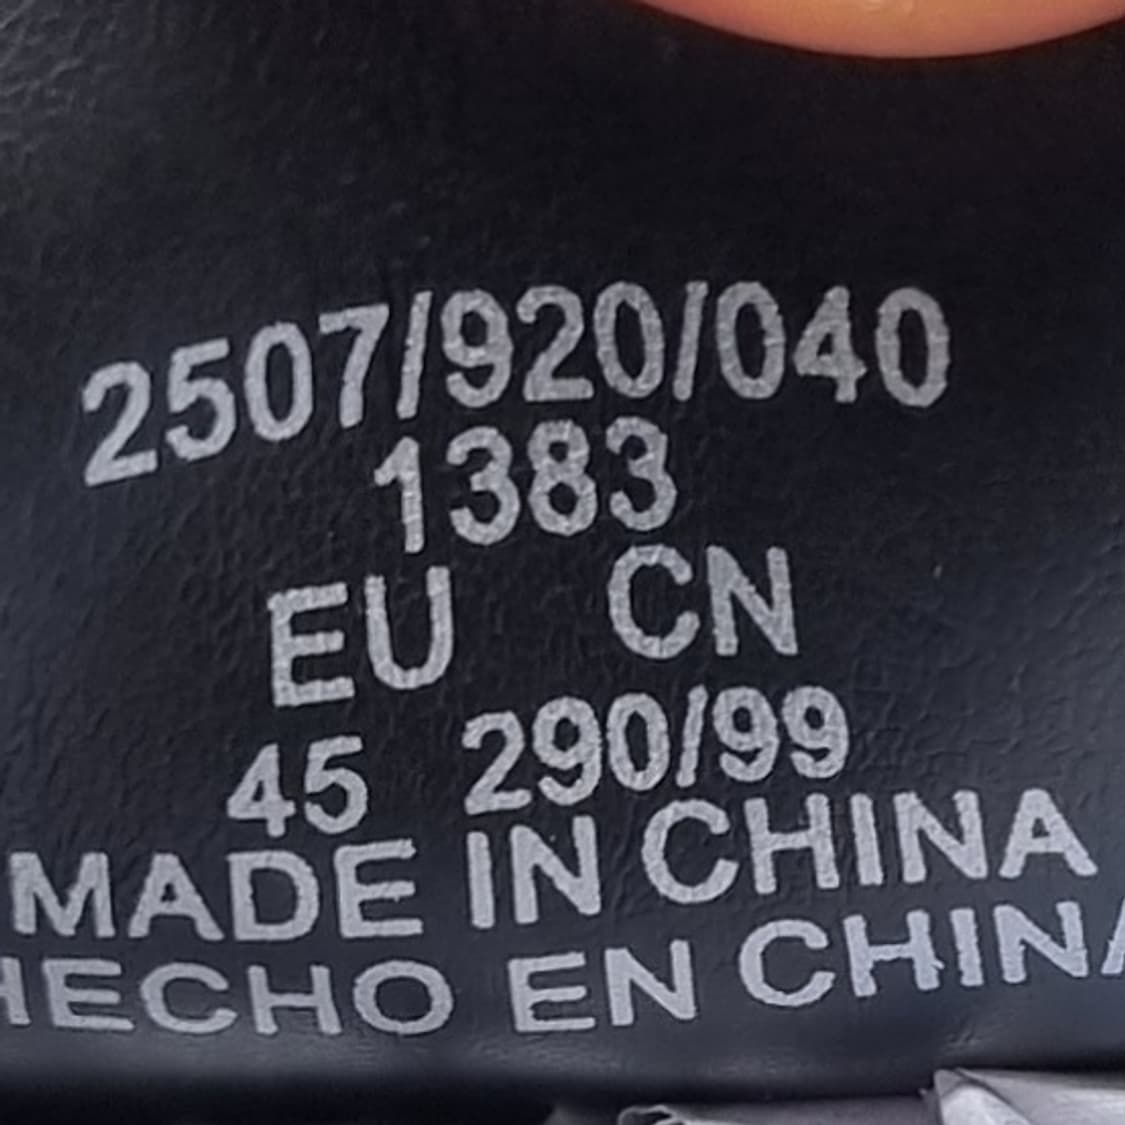 2507/920/040
1383
EU CN
45 290/99
MADE IN CHINA
HECHO EN CHINA